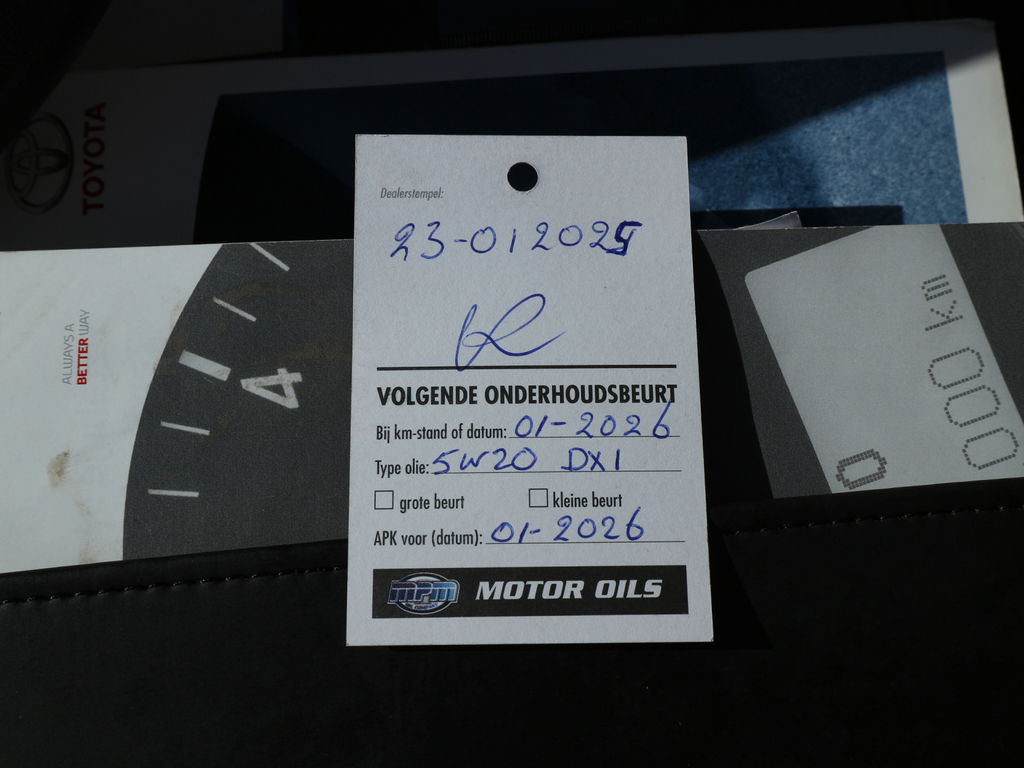 TOYOTA
Dealerstempel:
23-01 2025
ALWAYS A
BETTER WAY
4
0
000 km
VOLGENDE ONDERHOUDSBEURT
Bij km-stand of datum: 01-2026
Type olie: 5W20 DX1
grote beurt kleine beurt
APK voor (datum): 01-2026
MPM MOTOR OILS